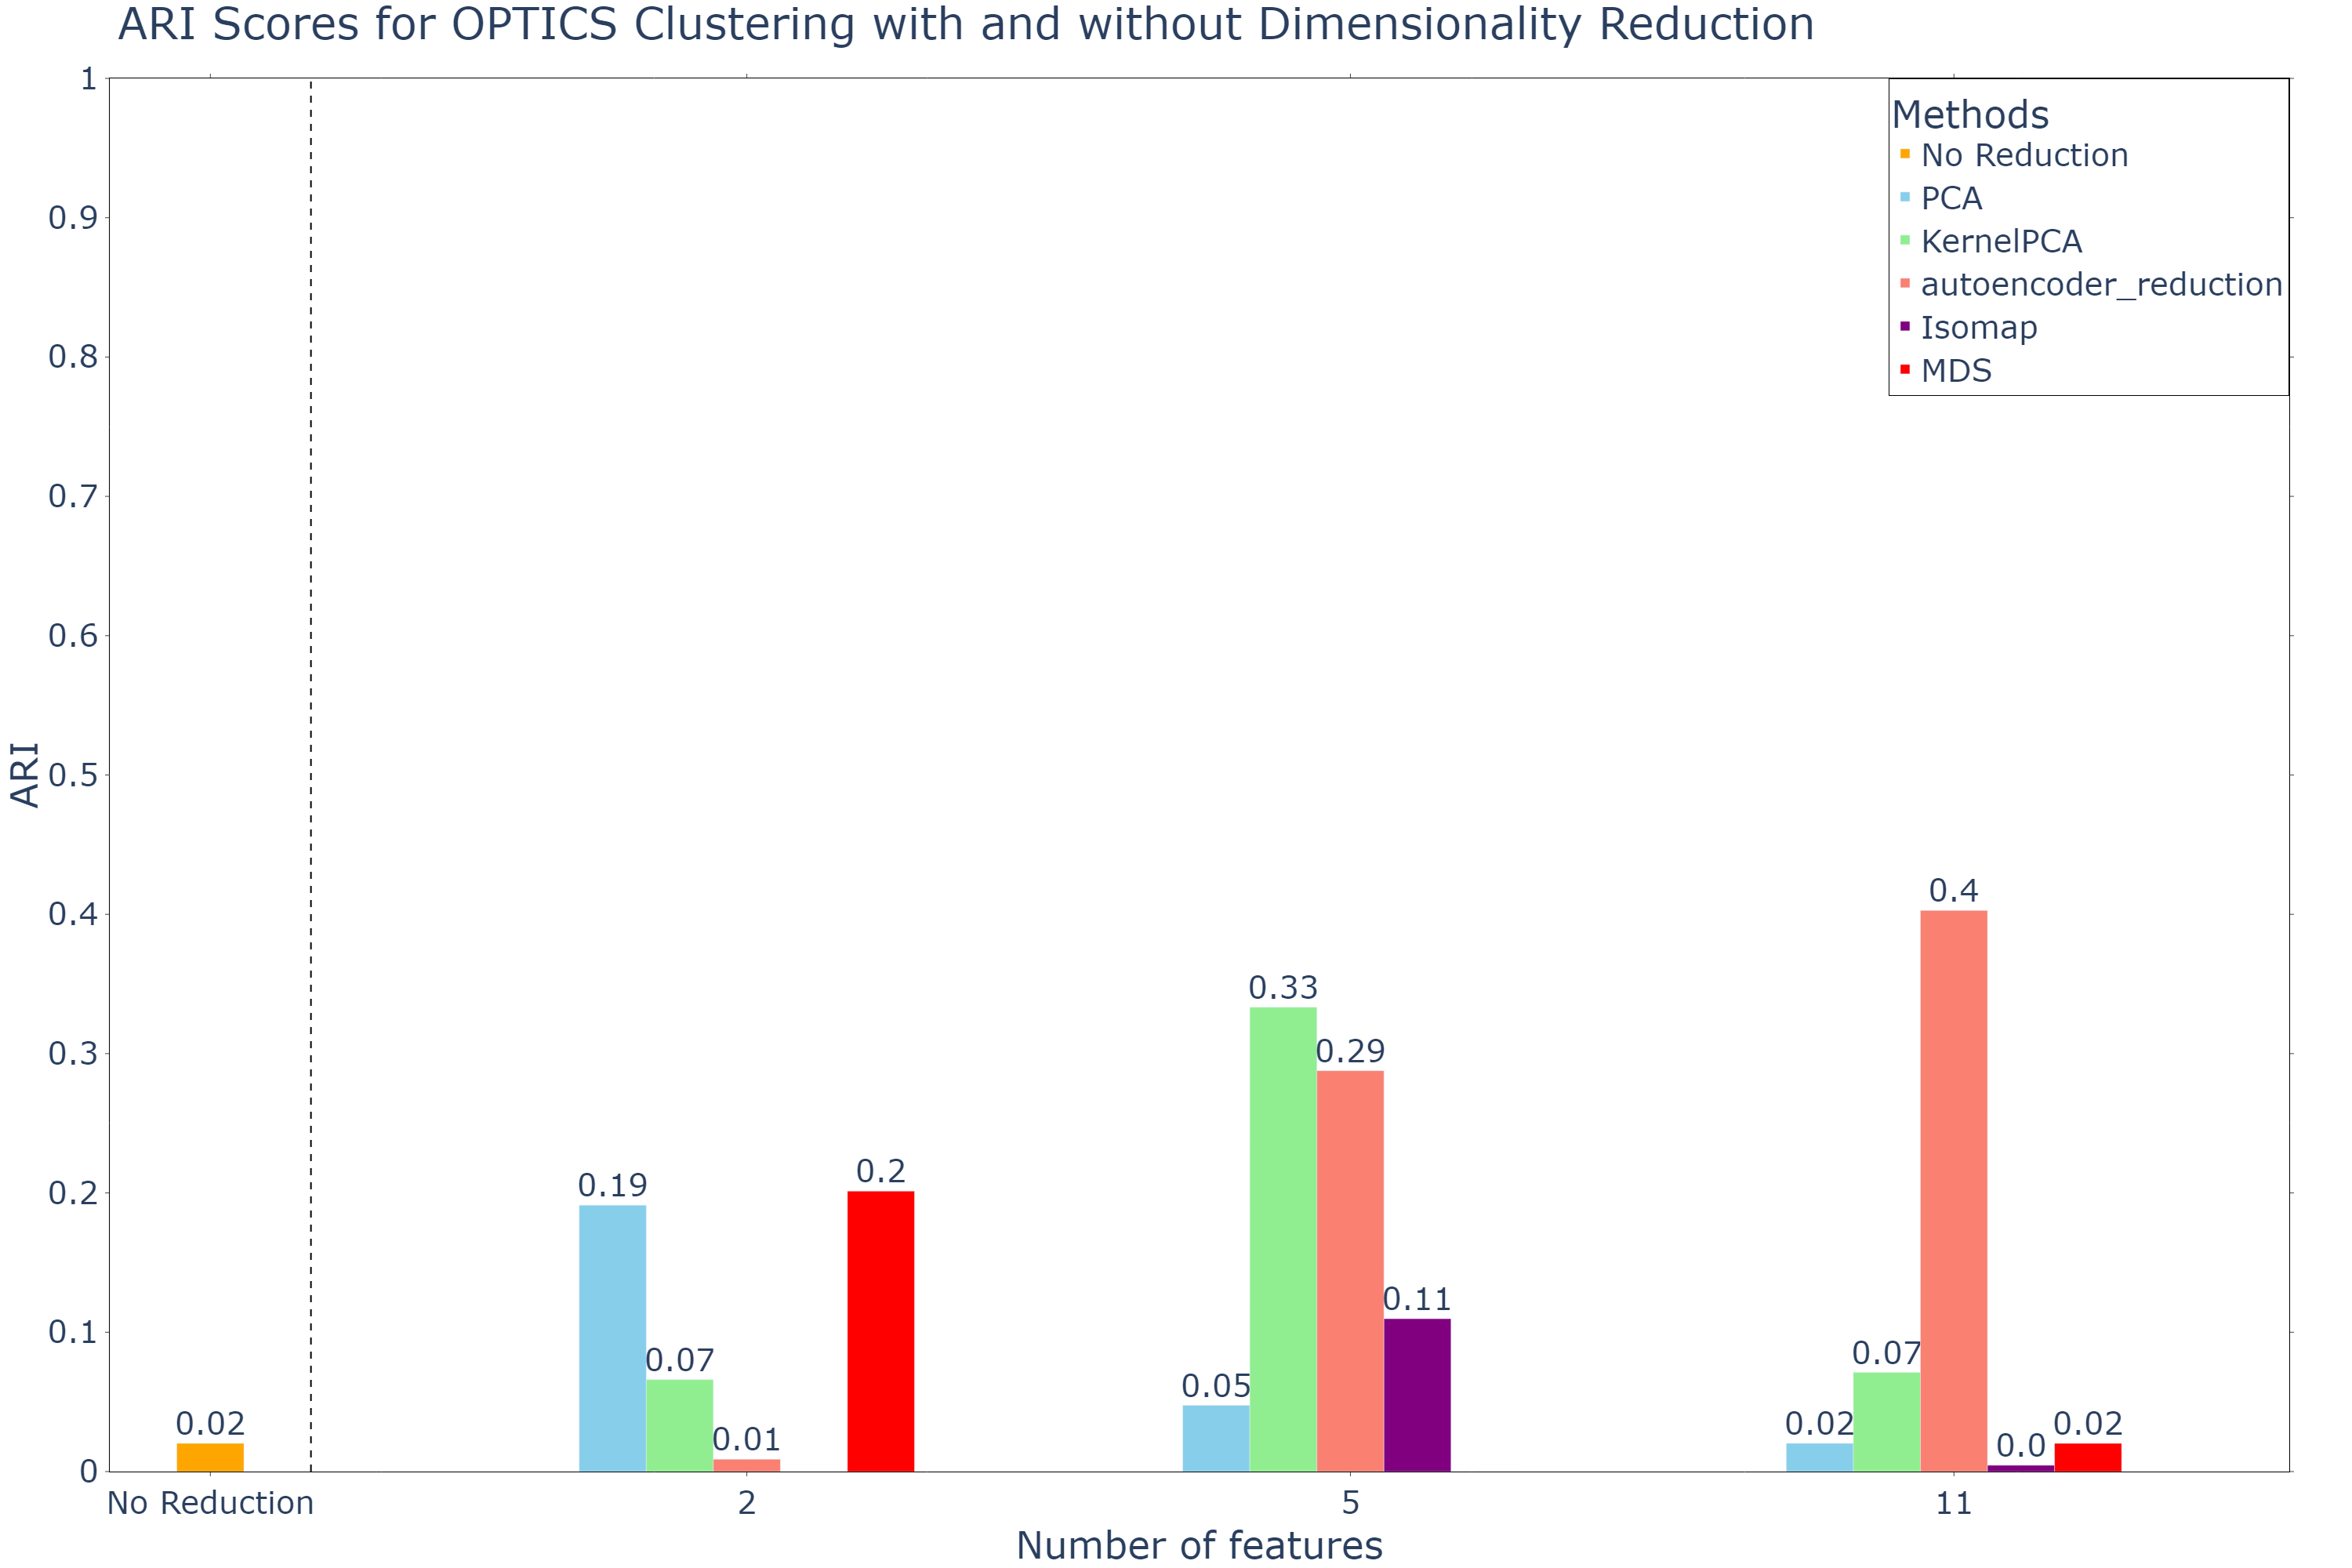 ARI Scores for OPTICS Clustering with and without Dimensionality Reduction
Methods
No Reduction
PCA
KernelPCA
autoencoder_reduction
Isomap
MDS
ARI
1
0.9
0.8
0.7
0.6
0.5
0.4
0.3
0.2
0.1
0
0.02
0.19
0.07
0.01
0.2
0.05
0.33
0.29
0.11
0.02
0.07
0.4
0.0
0.02
No Reduction
2
5
11
Number of features